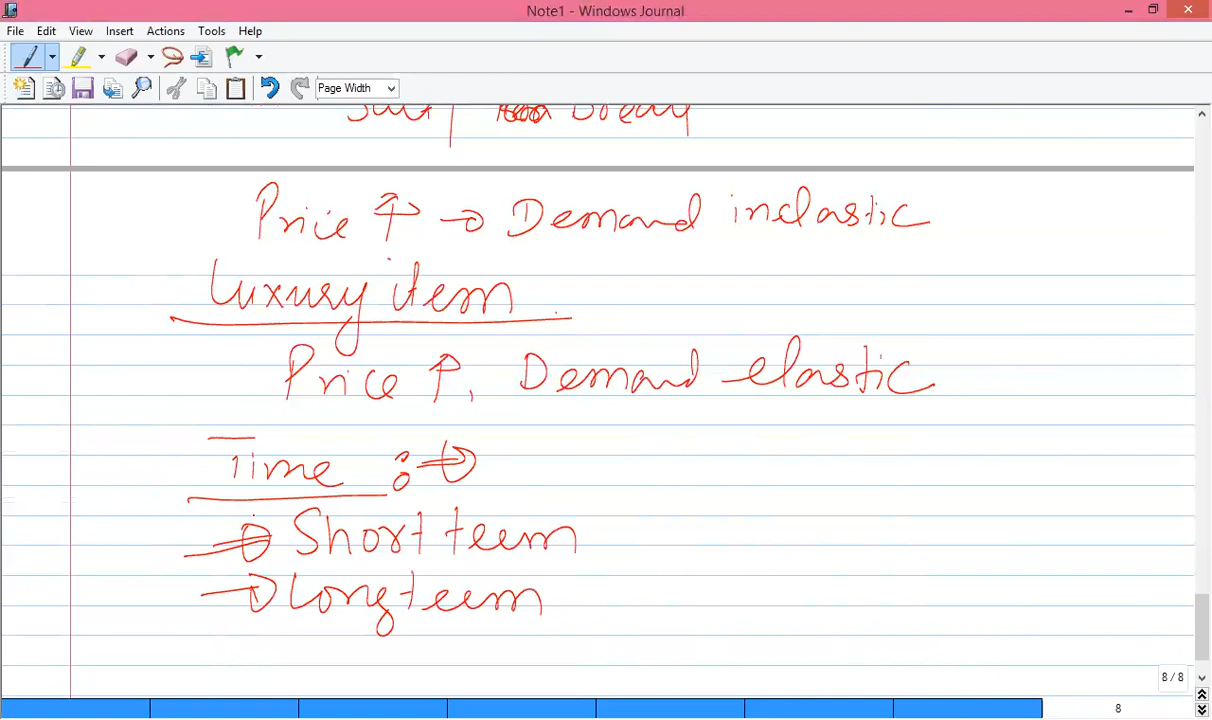 Note1 - Windows Journal
File Edit View Insert Actions Tools Help
Page Width
Price ↑ → Demand inelastic
Luxury item
Price ↑, Demand elastic
Time :→
→ Short term
→ Long term
8 / 8
8